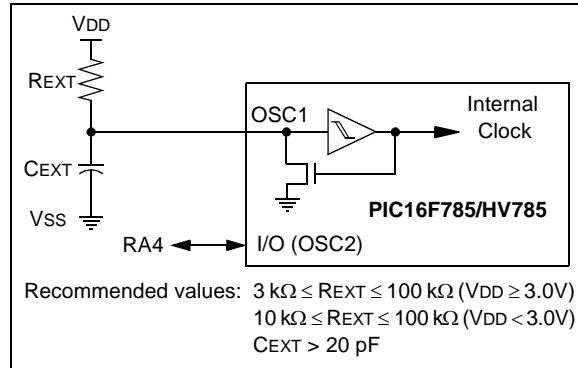 VDD
REXT
OSC1
Internal
Clock
CEXT
PIC16F785/HV785
VSS
RA4
I/O (OSC2)
Recommended values: 3 kΩ ≤ REXT ≤ 100 kΩ (VDD ≥ 3.0V)
10 kΩ ≤ REXT ≤ 100 kΩ (VDD < 3.0V)
CEXT > 20 pF